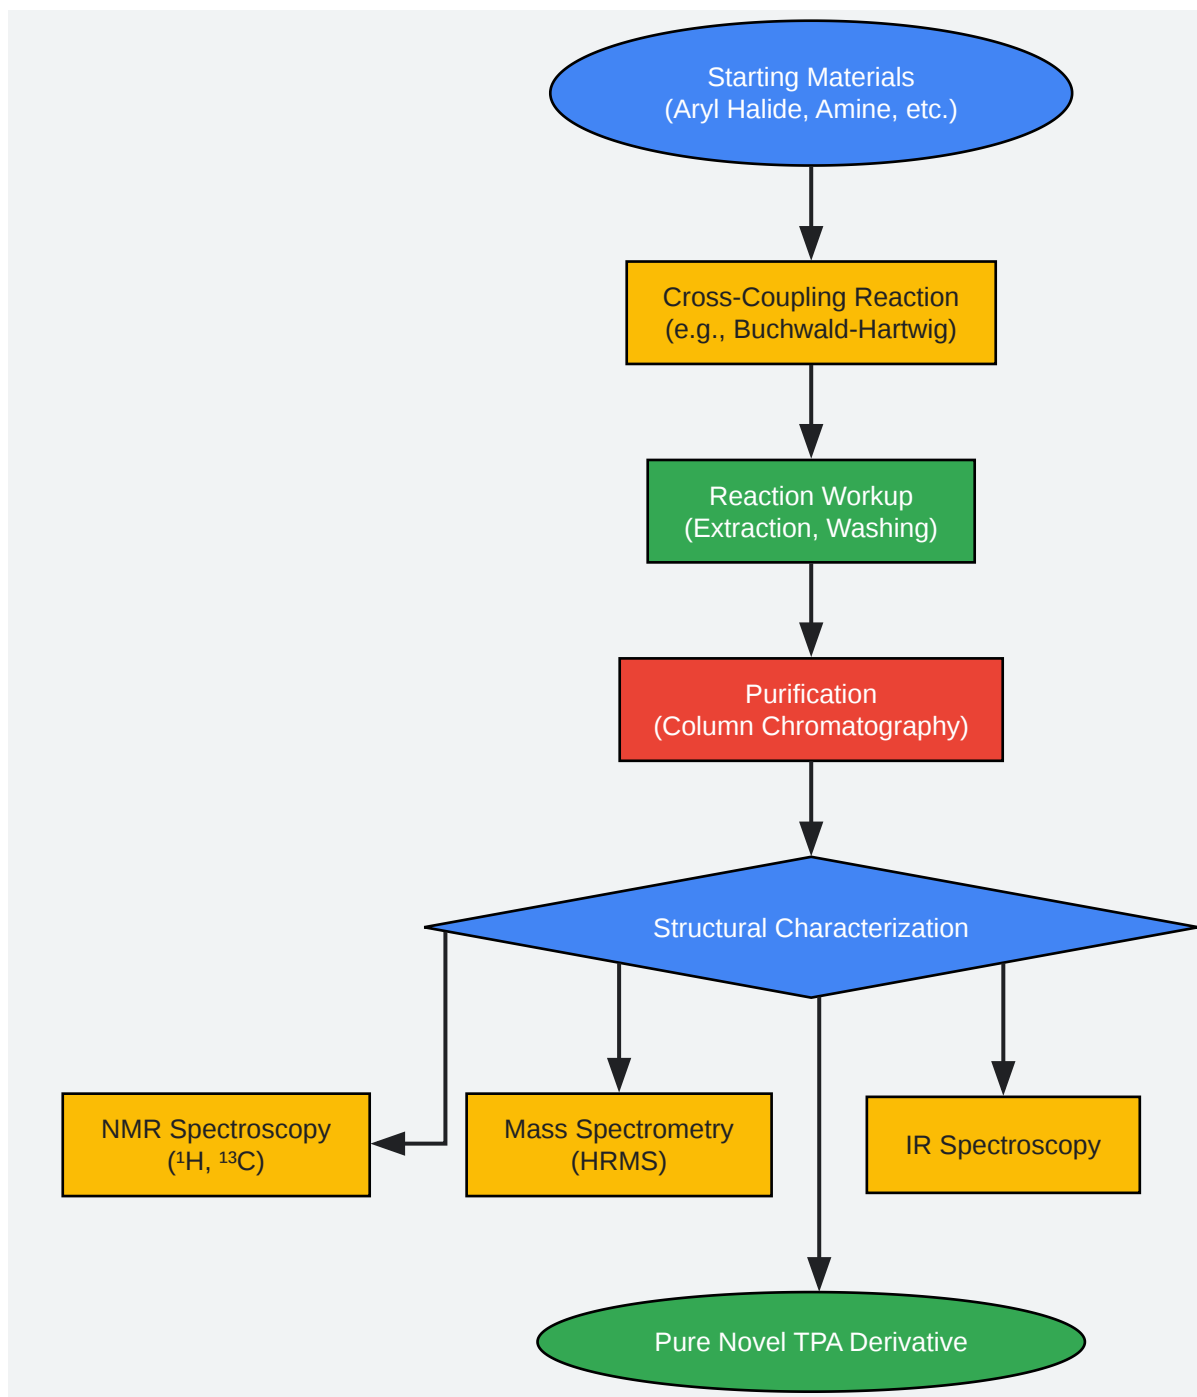 Starting Materials
(Aryl Halide, Amine, etc.)
Cross-Coupling Reaction
(e.g., Buchwald-Hartwig)
Reaction Workup
(Extraction, Washing)
Purification
(Column Chromatography)
Structural Characterization
NMR Spectroscopy
(¹H, ¹³C)
Mass Spectrometry
(HRMS)
IR Spectroscopy
Pure Novel TPA Derivative